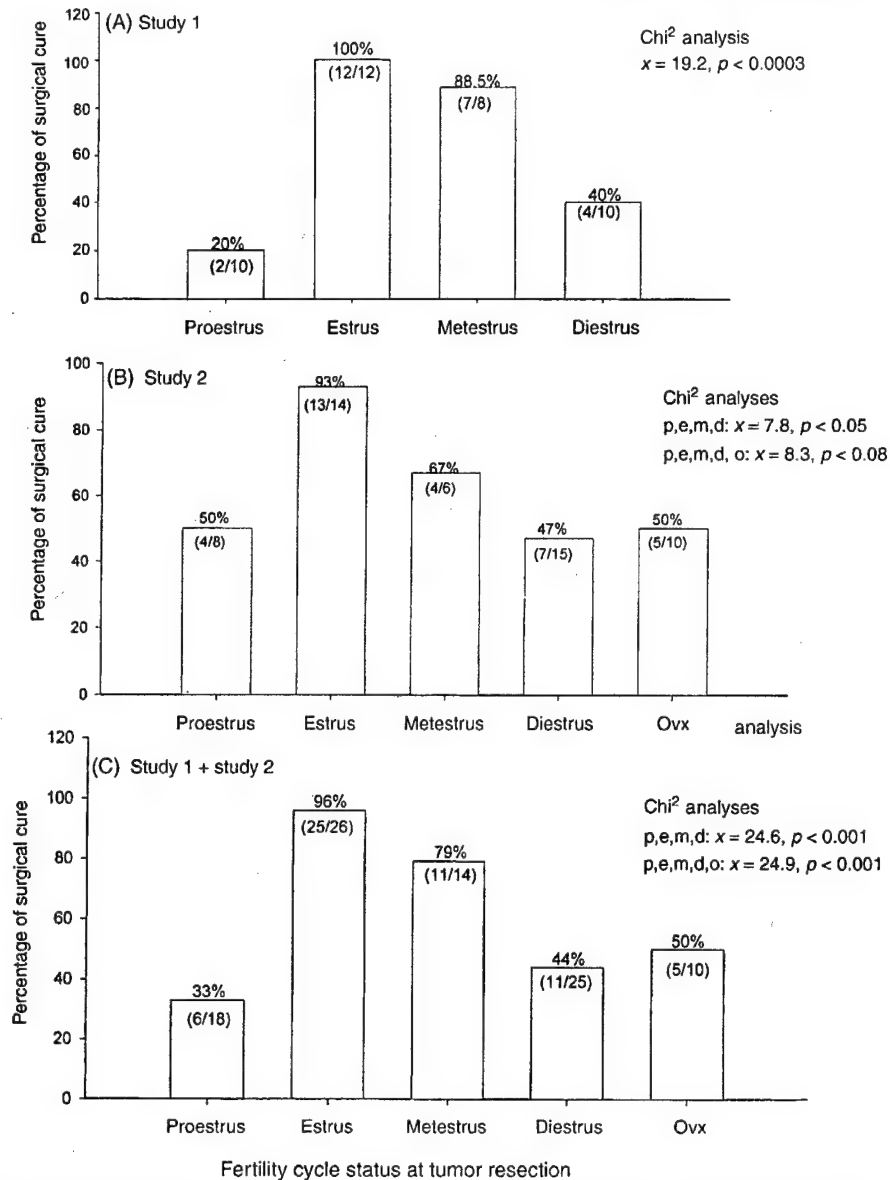 (A) Study 1
Chi² analysis
x = 19.2, p < 0.0003
Percentage of surgical cure
120
100
80
60
40
20
0
20%
(2/10)
100%
(12/12)
88.5%
(7/8)
40%
(4/10)
Proestrus Estrus Metestrus Diestrus
(B) Study 2
Chi² analyses
p,e,m,d: x = 7.8, p < 0.05
p,e,m,d, o: x = 8.3, p < 0.08
Percentage of surgical cure
100
80
60
40
20
0
50%
(4/8)
93%
(13/14)
67%
(4/6)
47%
(7/15)
50%
(5/10)
Proestrus Estrus Metestrus Diestrus Ovx analysis
(C) Study 1 + study 2
Chi² analyses
p,e,m,d: x = 24.6, p < 0.001
p,e,m,d,o: x = 24.9, p < 0.001
Percentage of surgical cure
120
100
80
60
40
20
0
33%
(6/18)
96%
(25/26)
79%
(11/14)
44%
(11/25)
50%
(5/10)
Proestrus Estrus Metestrus Diestrus Ovx
Fertility cycle status at tumor resection